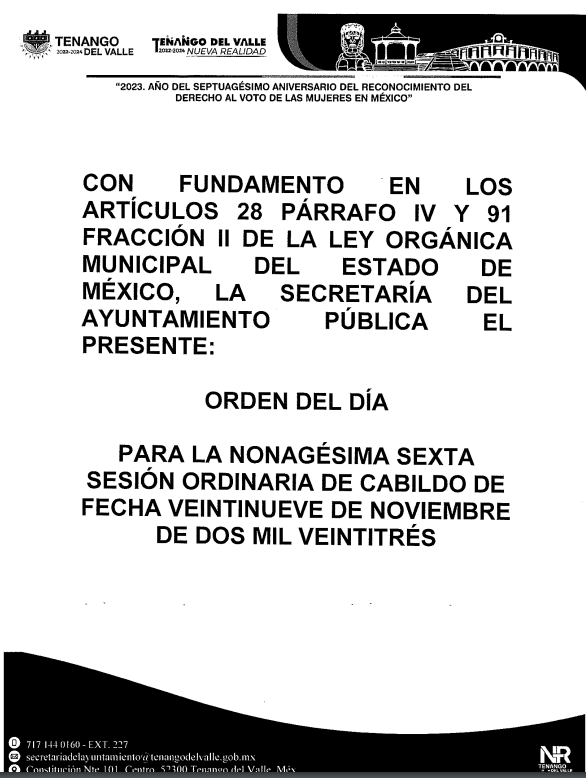 TENANGO
2022-2024 DEL VALLE
TENANGO DEL VALLE
2022-2024 NUEVA REALIDAD
"2023. AÑO DEL SEPTUAGÉSIMO ANIVERSARIO DEL RECONOCIMIENTO DEL
DERECHO AL VOTO DE LAS MUJERES EN MÉXICO"
CON FUNDAMENTO EN LOS
ARTÍCULOS 28 PÁRRAFO IV Y 91
FRACCIÓN II DE LA LEY ORGÁNICA
MUNICIPAL DEL ESTADO DE
MÉXICO, LA SECRETARÍA DEL
AYUNTAMIENTO PÚBLICA EL
PRESENTE:
ORDEN DEL DÍA
PARA LA NONAGÉSIMA SEXTA
SESIÓN ORDINARIA DE CABILDO DE
FECHA VEINTINUEVE DE NOVIEMBRE
DE DOS MIL VEINTITRÉS
717 144 0160 - EXT. 227
secretariadelayuntamiento@tenangodelvalle.gob.mx
Constitución Nte 101, Centro, 52300 Tenango del Valle, Méx
NR
TENANGO
DEL VALLE